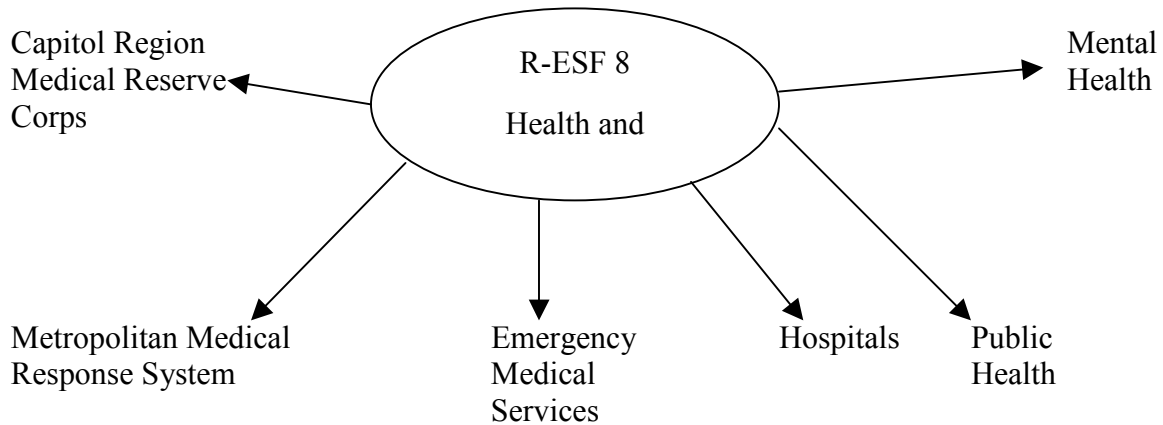 R-ESF 8
Health and
Capitol Region
Medical Reserve
Corps
Mental
Health
Metropolitan Medical
Response System
Emergency
Medical
Services
Hospitals
Public
Health